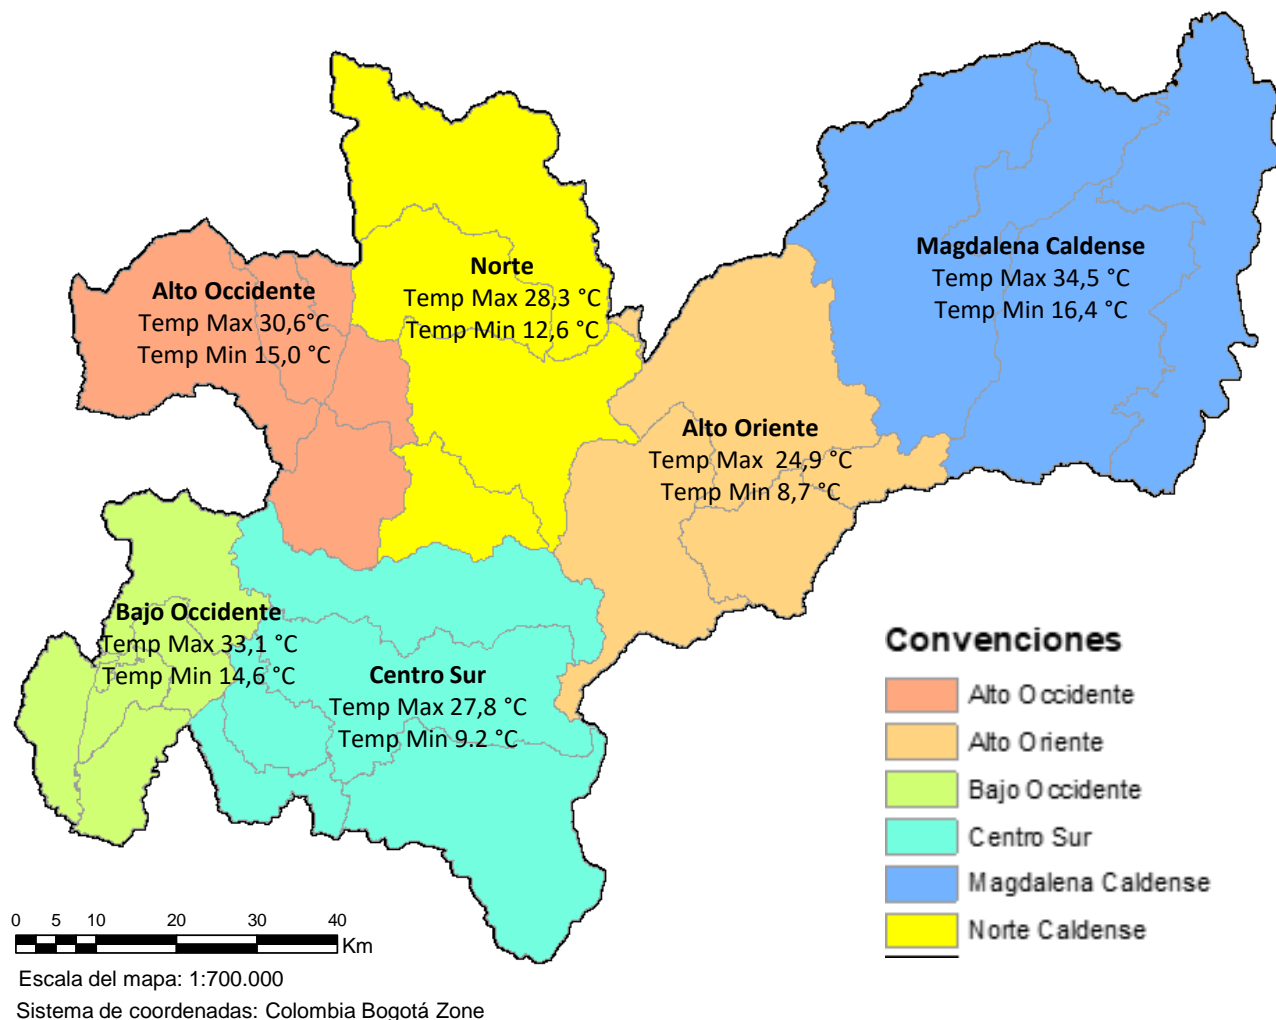 Magdalena Caldense
Temp Max 34,5 °C
Temp Min 16,4 °C
Norte
Temp Max 28,3 °C
Temp Min 12,6 °C
Alto Occidente
Temp Max 30,6°C
Temp Min 15,0 °C
Alto Oriente
Temp Max  24,9 °C
Temp Min 8,7 °C
Bajo Occidente
Temp Max 33,1 °C
Temp Min 14,6 °C
Centro Sur
Temp Max 27,8 °C
Temp Min 9.2 °C
Convenciones
Alto Occidente
Alto Oriente
Bajo Occidente
Centro Sur
Magdalena Caldense
Norte Caldense
0 5 10 20 30 40
Km
Escala del mapa: 1:700.000
Sistema de coordenadas: Colombia Bogotá Zone